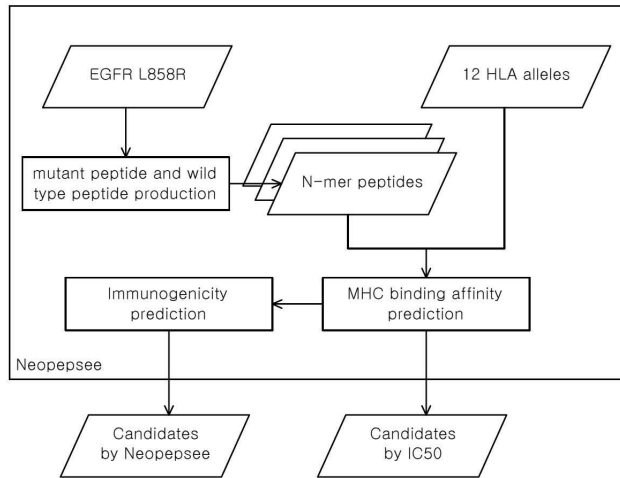 EGFR L858R
12 HLA alleles
mutant peptide and wild
type peptide production
N-mer peptides
Immunogenicity
prediction
MHC binding affinity
prediction
Neopepsee
Candidates
by Neopepsee
Candidates
by IC50